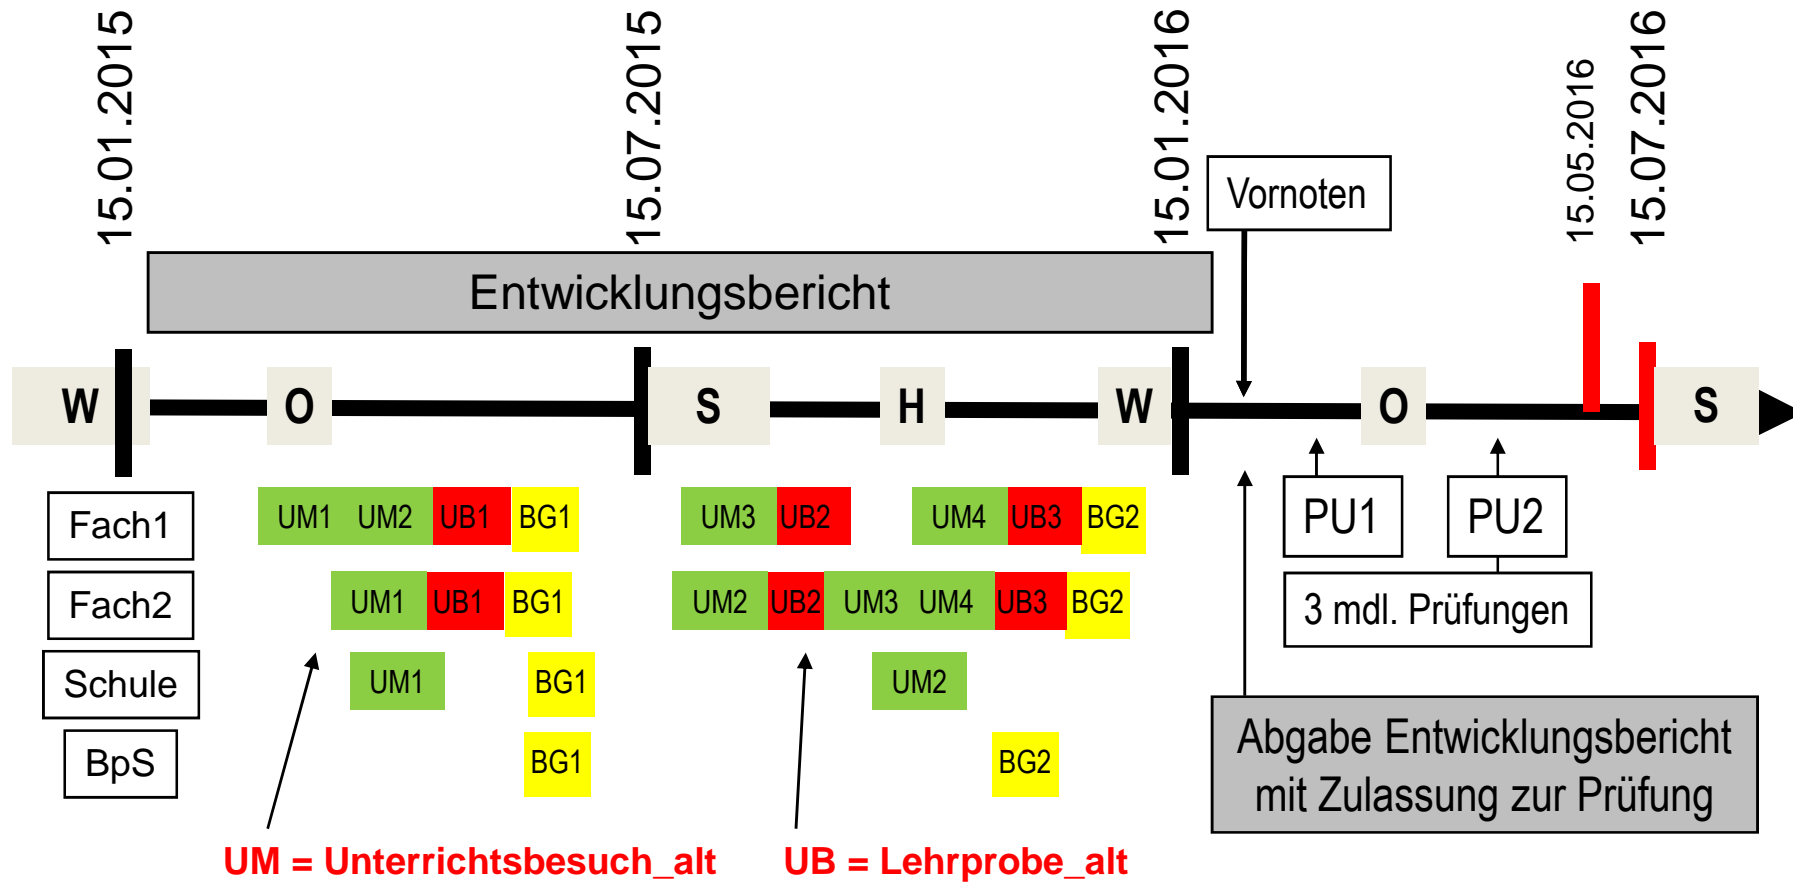 15.01.2015
15.07.2015
15.01.2016
15.05.2016
15.07.2016
Vornoten
Entwicklungsbericht
W O S H W O S
Fach1 UM1 UM2 UB1 BG1 UM3 UB2 UM4 UB3 BG2
PU1 PU2
Fach2 UM1 UB1 BG1 UM2 UB2 UM3 UM4 UB3 BG2
3 mdl. Prüfungen
Schule UM1 BG1 UM2
BpS BG1 BG2
Abgabe Entwicklungsbericht
mit Zulassung zur Prüfung
UM = Unterrichtsbesuch_alt UB = Lehrprobe_alt